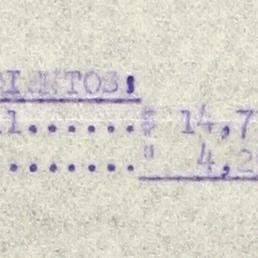 IENTOS:
1...... $ 14,7
...... " 4,2